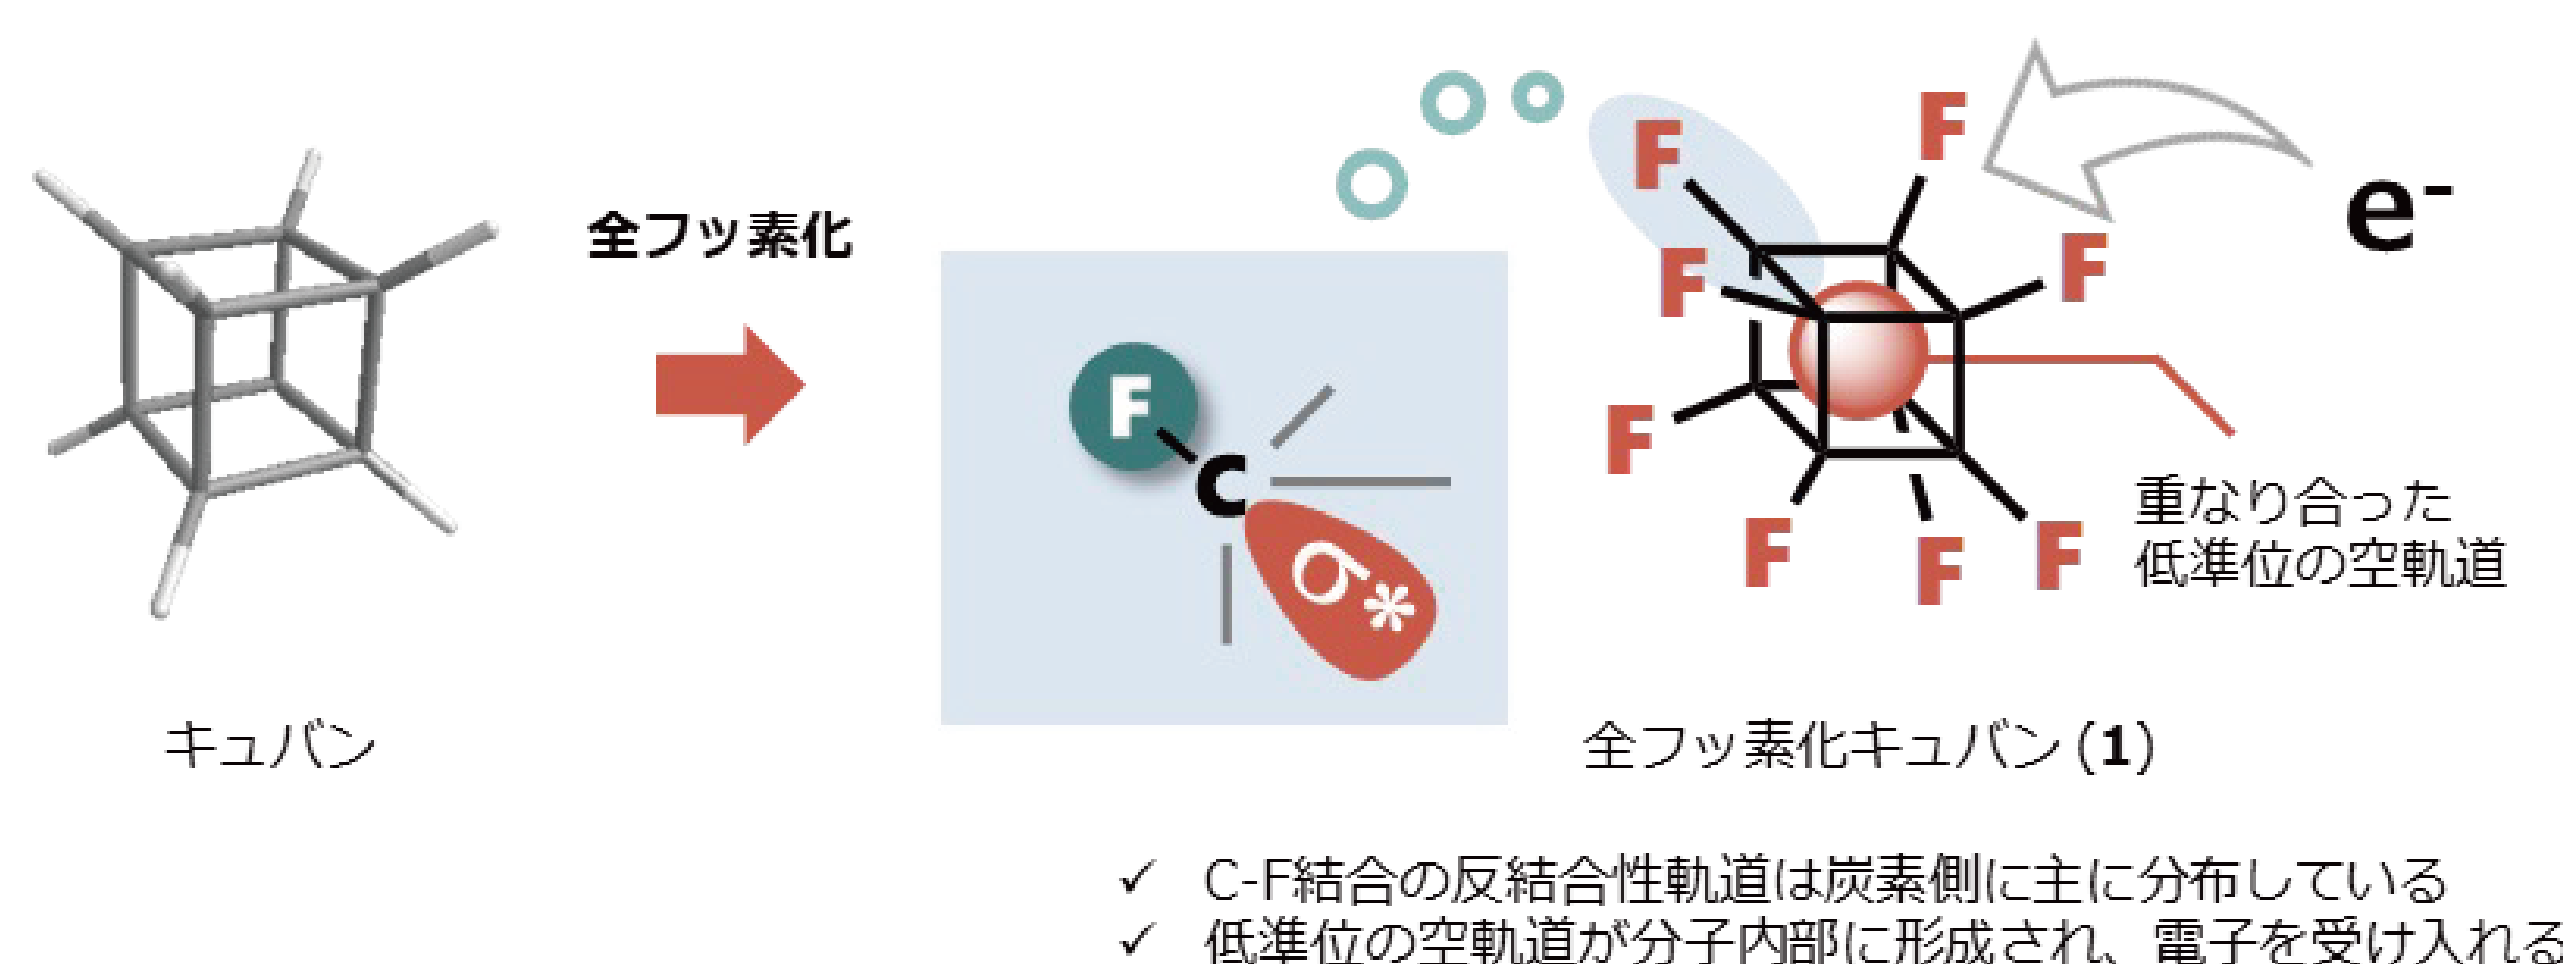 全フッ素化
F
C
σ*
F
F
F
F
F
F
F
F
e-
重なり合った
低準位の空軌道
キュバン
全フッ素化キュバン (1)
✓ C-F結合の反結合性軌道は炭素側に主に分布している
✓ 低準位の空軌道が分子内部に形成され、電子を受け入れる